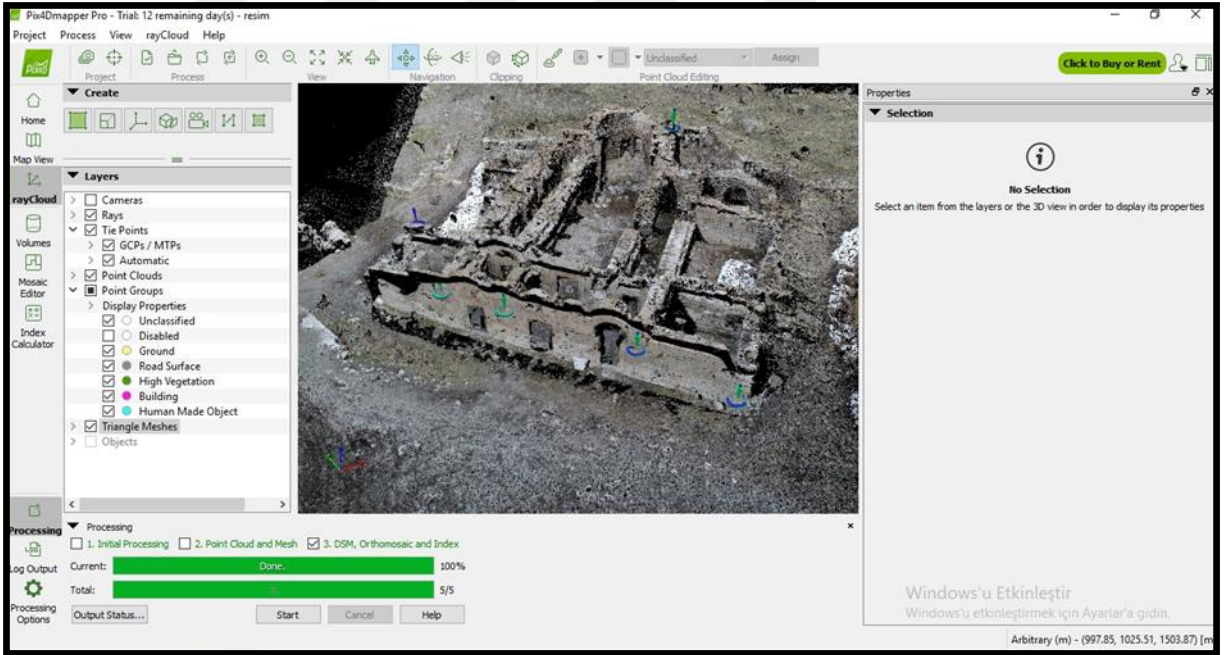 Pix4Dmapper Pro - Trial: 12 remaining day(s) - resim
Project Process View rayCloud Help
Unclassified Assign
Project Process View Navigation Clipping Point Cloud Editing
Click to Buy or Rent
Home
Map View
rayCloud
Volumes
Mosaic
Editor
Index
Calculator
Create
Layers
Cameras
Rays
Tie Points
GCPs / MTPs
Automatic
Point Clouds
Point Groups
Display Properties
Unclassified
Disabled
Ground
Road Surface
High Vegetation
Building
Human Made Object
Triangle Meshes
Objects
Properties
Selection
No Selection
Select an item from the layers or the 3D view in order to display its properties
Processing
Log Output
Processing
Options
Processing
1. Initial Processing 2. Point Cloud and Mesh 3. DSM, Orthomosaic and Index
Current: Done. 100%
Total: 5/5
Output Status... Start Cancel Help
Windows'u Etkinleştir
Windows'u etkinleştirmek için Ayarlar'a gidin.
Arbitrary (m) - (997.85, 1025.51, 1503.87) [m